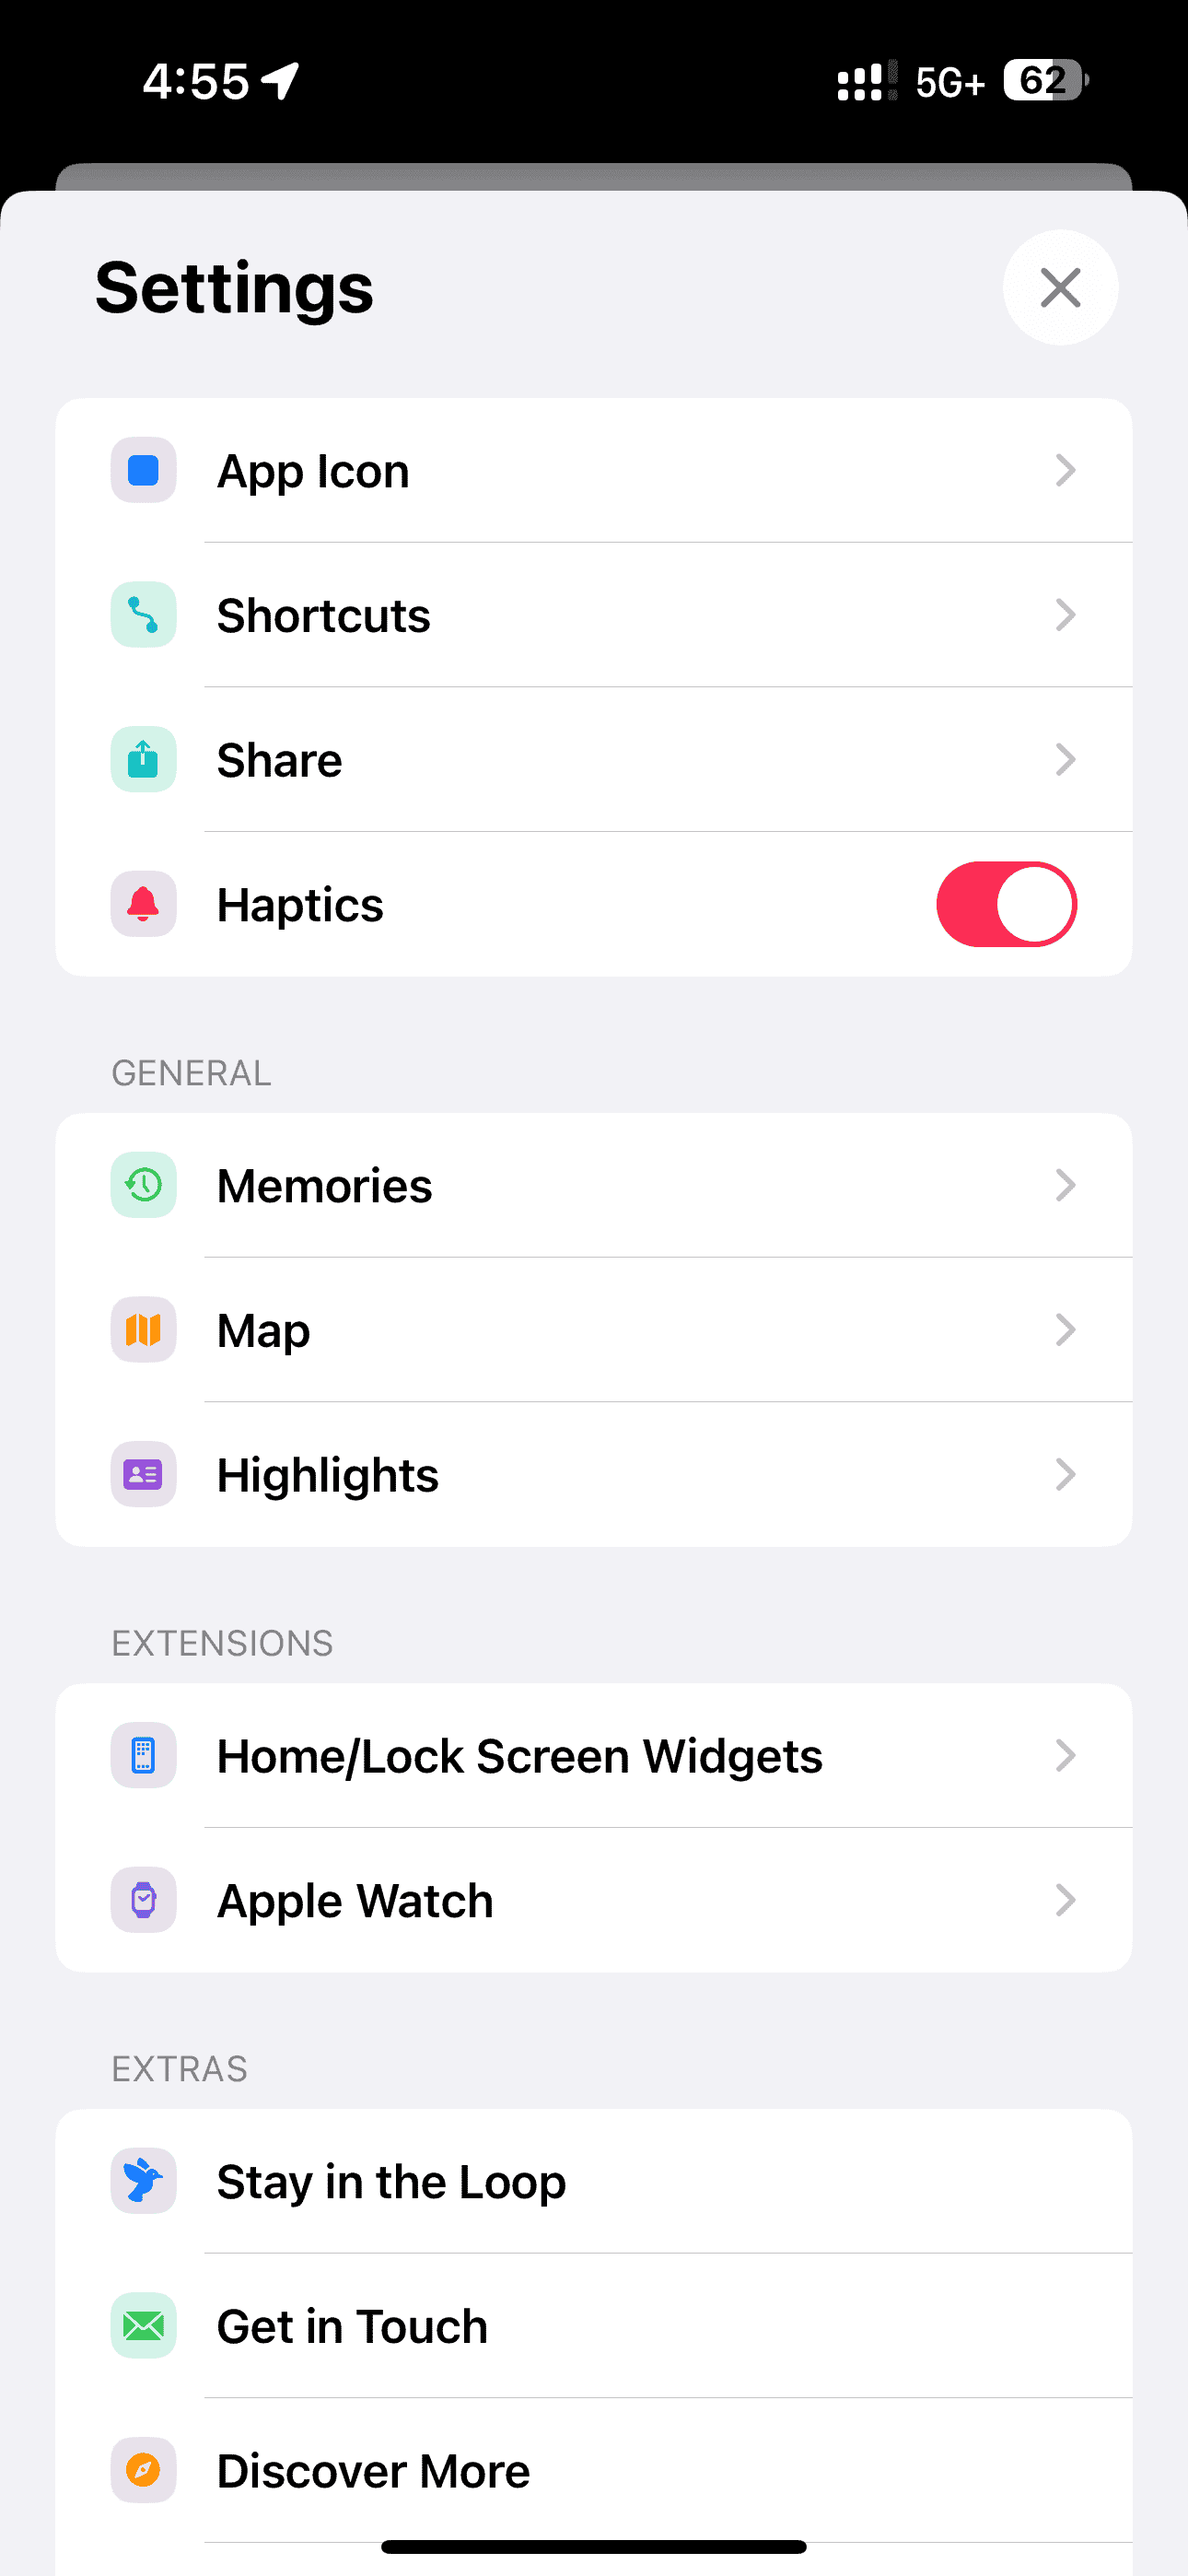 4:55
5G+
62
Settings
App Icon
Shortcuts
Share
Haptics
GENERAL
Memories
Map
Highlights
EXTENSIONS
Home/Lock Screen Widgets
Apple Watch
EXTRAS
Stay in the Loop
Get in Touch
Discover More